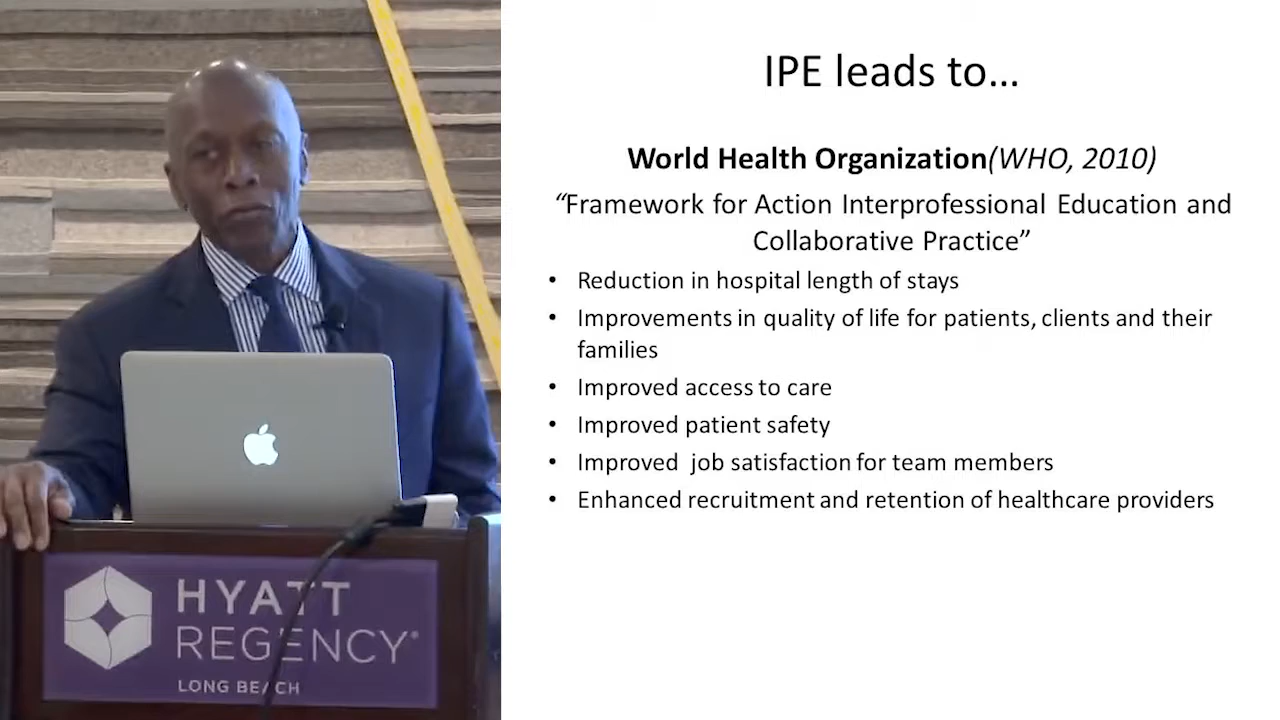 IPE leads to…
World Health Organization(WHO, 2010)
“Framework for Action Interprofessional Education and
Collaborative Practice”
• Reduction in hospital length of stays
• Improvements in quality of life for patients, clients and their
families
• Improved access to care
• Improved patient safety
• Improved  job satisfaction for team members
• Enhanced recruitment and retention of healthcare providers
HYATT
REGENCY®
LONG BEACH